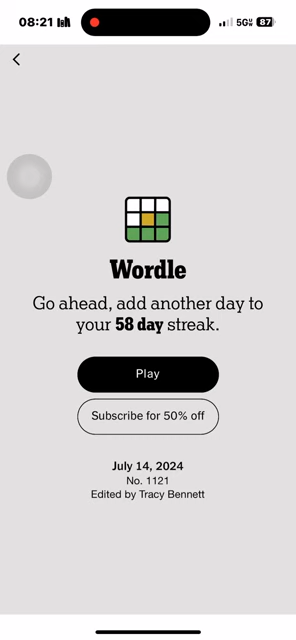 08:21
5G
87
Wordle
Go ahead, add another day to
your 58 day streak.
Play
Subscribe for 50% off
July 14, 2024
No. 1121
Edited by Tracy Bennett